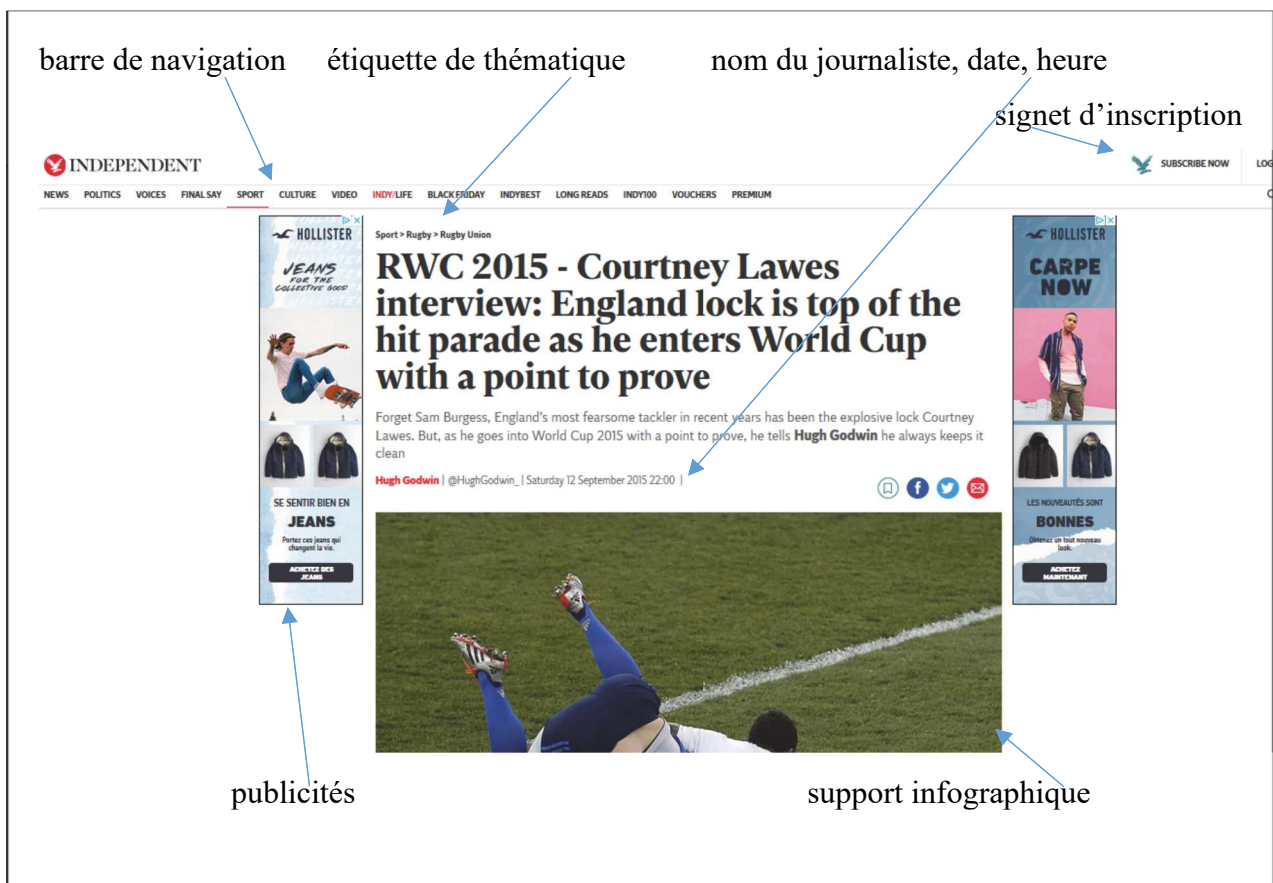 barre de navigation étiquette de thématique nom du journaliste, date, heure
signet d’inscription
INDEPENDENT
SUBSCRIBE NOW LOG
NEWS POLITICS VOICES FINAL SAY SPORT CULTURE VIDEO INDY/LIFE BLACK FRIDAY INDYBEST LONG READS INDY100 VOUCHERS PREMIUM
HOLLISTER
JEANS
FOR THE
COLLECTIVE GOOD
SE SENTIR BIEN EN
JEANS
Portez ces jeans qui
changent la vie.
ACHETEZ DES
JEANS
Sport > Rugby > Rugby Union
RWC 2015 - Courtney Lawes
interview: England lock is top of the
hit parade as he enters World Cup
with a point to prove
Forget Sam Burgess, England’s most fearsome tackler in recent years has been the explosive lock Courtney
Lawes. But, as he goes into World Cup 2015 with a point to prove, he tells Hugh Godwin he always keeps it
clean
Hugh Godwin | @HughGodwin_ | Saturday 12 September 2015 22:00 |
HOLLISTER
CARPE
NOW
LES NOUVEAUTÉS SONT
BONNES
Obtenez un tout nouveau
look.
ACHETEZ
MAINTENANT
publicités support infographique